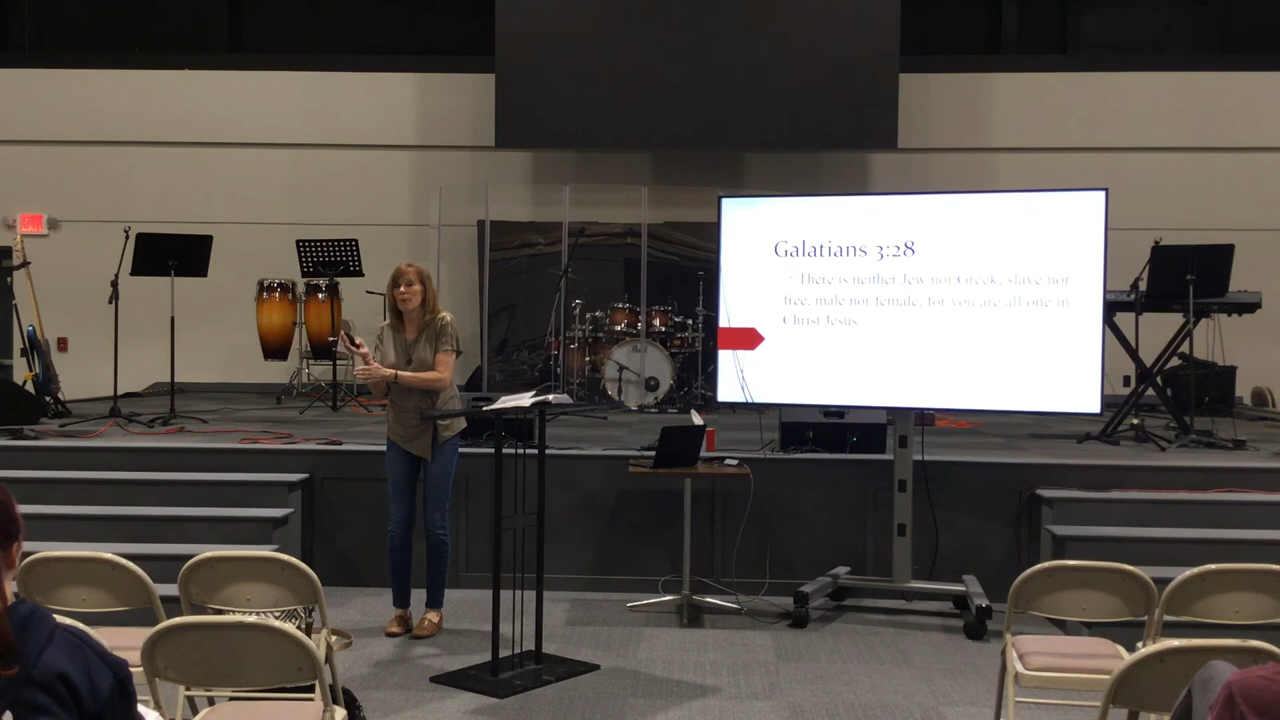 EXIT
Galatians 3:28
There is neither Jew nor Greek, slave nor
free, male nor female, for you are all one in
Christ Jesus
Pearl